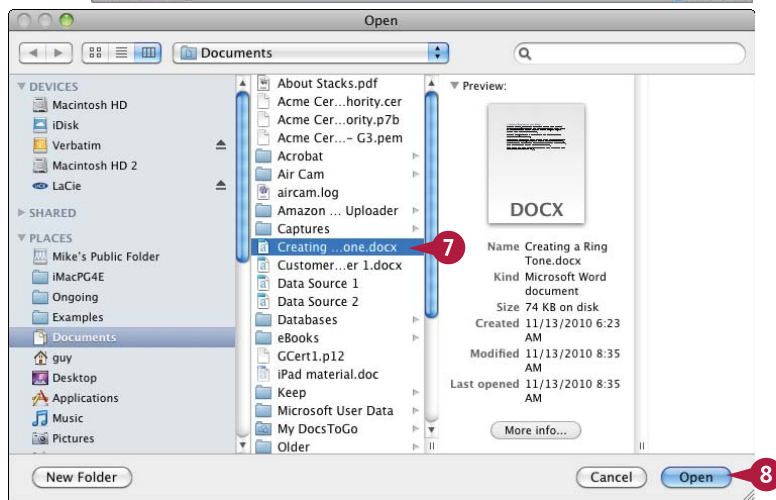 Open
Documents
DEVICES
Macintosh HD
iDisk
Verbatim
Macintosh HD 2
LaCie
SHARED
PLACES
Mike's Public Folder
iMacPG4E
Ongoing
Examples
Documents
guy
Desktop
Applications
Music
Pictures
About Stacks.pdf
Acme Cer...hority.cer
Acme Cer...ority.p7b
Acme Cer...- G3.pem
Acrobat
Air Cam
aircam.log
Amazon ... Uploader
Captures
Creating ...one.docx
7
Customer...er 1.docx
Data Source 1
Data Source 2
Databases
eBooks
GCert1.p12
iPad material.doc
Keep
Microsoft User Data
My DocsToGo
Older
Preview:
DOCX
Name Creating a Ring
Tone.docx
Kind Microsoft Word
document
Size 74 KB on disk
Created 11/13/2010 6:23
AM
Modified 11/13/2010 8:35
AM
Last opened 11/13/2010 8:35
AM
More info...
New Folder
Cancel
Open
8